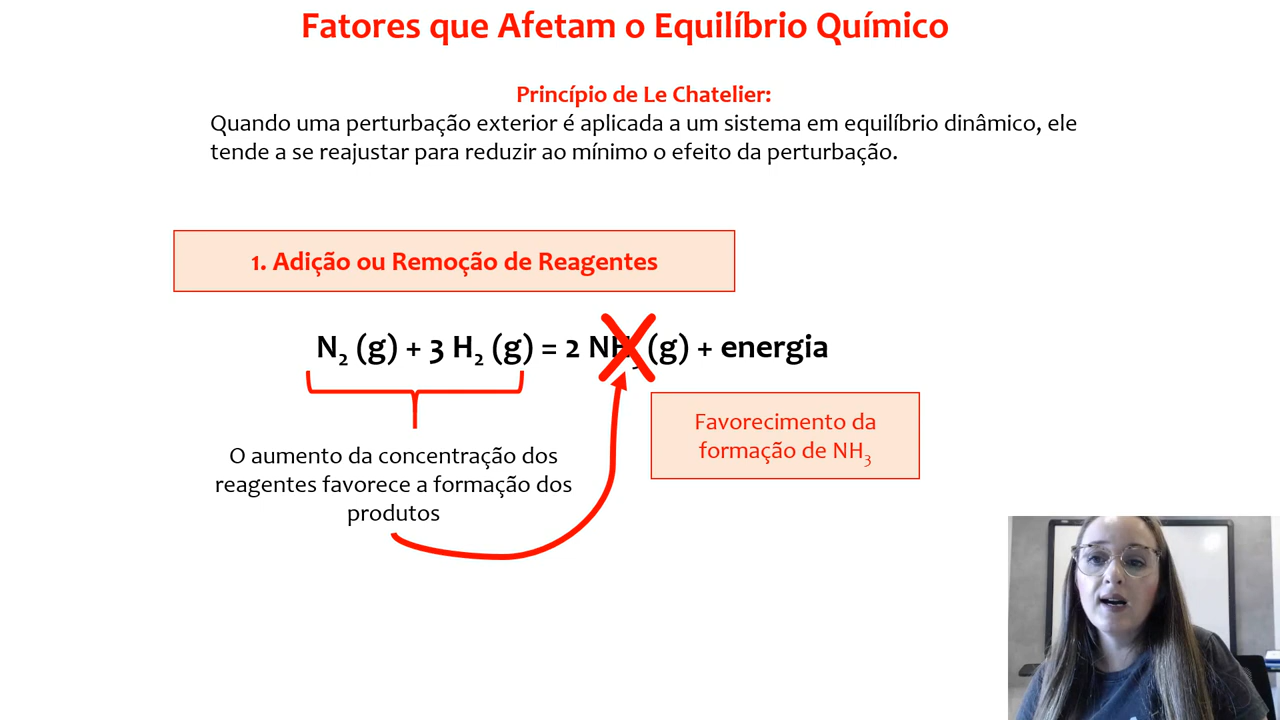 Fatores que Afetam o Equilíbrio Químico
Princípio de Le Chatelier:
Quando uma perturbação exterior é aplicada a um sistema em equilíbrio dinâmico, ele
tende a se reajustar para reduzir ao mínimo o efeito da perturbação.
1. Adição ou Remoção de Reagentes
N₂ (g) + 3 H₂ (g) = 2 NH₃ (g) + energia
Favorecimento da
formação de NH₃
O aumento da concentração dos
reagentes favorece a formação dos
produtos